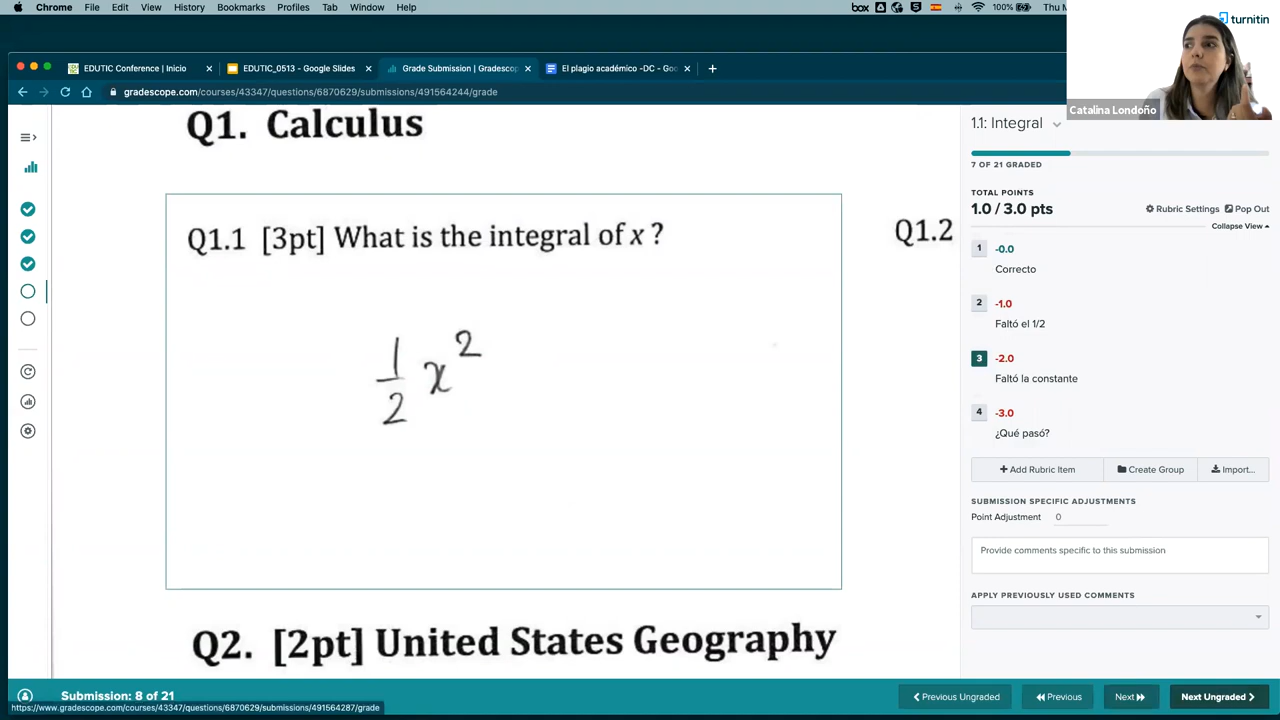 Chrome File Edit View History Bookmarks Profiles Tab Window Help
box 100% Thu M
turnitin
EDUTIC Conference | Inicio
EDUTIC_0513 - Google Slides
Grade Submission | Gradescop
El plagio académico -DC - Goo
gradescope.com/courses/43347/questions/6870629/submissions/491564244/grade
Catalina Londoño
Q1. Calculus
Q1.1 [3pt] What is the integral of x ?
Q1.2
1/2 x^2
Q2. [2pt] United States Geography
1.1: Integral
7 OF 21 GRADED
TOTAL POINTS
1.0 / 3.0 pts
Rubric Settings Pop Out
Collapse View
1 -0.0
Correcto
2 -1.0
Faltó el 1/2
3 -2.0
Faltó la constante
4 -3.0
¿Qué pasó?
+ Add Rubric Item Create Group Import...
SUBMISSION SPECIFIC ADJUSTMENTS
Point Adjustment 0
Provide comments specific to this submission
APPLY PREVIOUSLY USED COMMENTS
Submission: 8 of 21
Previous Ungraded Previous Next Next Ungraded
https://www.gradescope.com/courses/43347/questions/6870629/submissions/491564287/grade